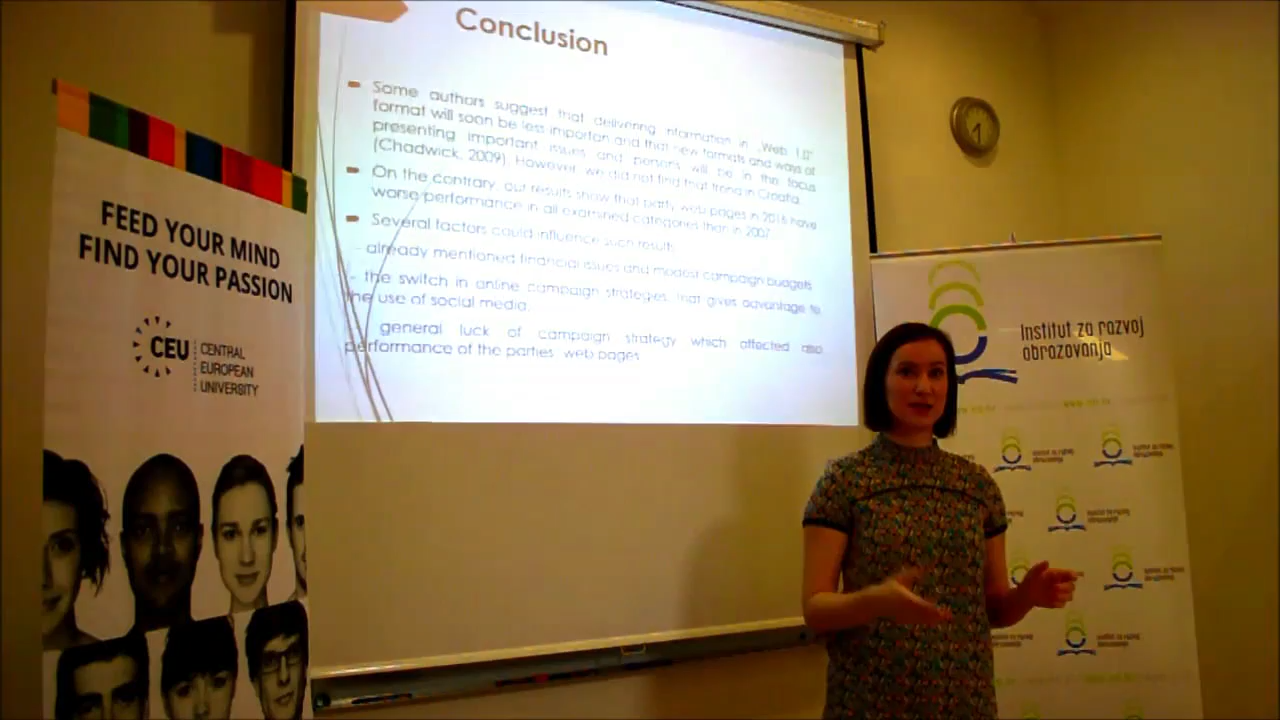 Conclusion
Some authors suggest that delivering information in „Web 1.0"
format will soon be less importan and that new formats and ways of
presenting important issues and persons will be in the focus
(Chadwick, 2009). However, we did not find that trend in Croatia.
On the contrary, our results show that party web pages in 2015 have
worse performance in all examined categories than in 2007.
Several factors could influence such result:
- already mentioned financial issues and modest campaign budgets
- the switch in online campaign strategies, that gives advantage to
the use of social media,
general luck of campaign strategy which affected also
performance of the parties web pages
FEED YOUR MIND
FIND YOUR PASSION
CEU
CENTRAL
EUROPEAN
UNIVERSITY
Institut za razvoj
obrazovanja